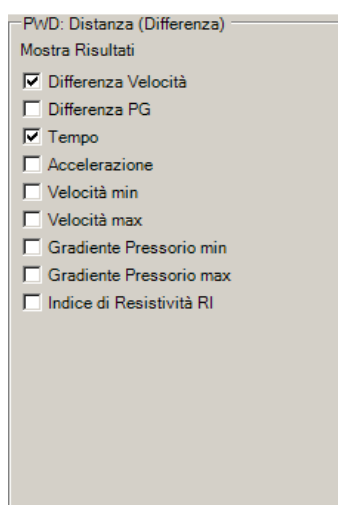 PWD: Distanza (Differenza)
Mostra Risultati
Differenza Velocità
Differenza PG
Tempo
Accelerazione
Velocità min
Velocità max
Gradiente Pressorio min
Gradiente Pressorio max
Indice di Resistività RI